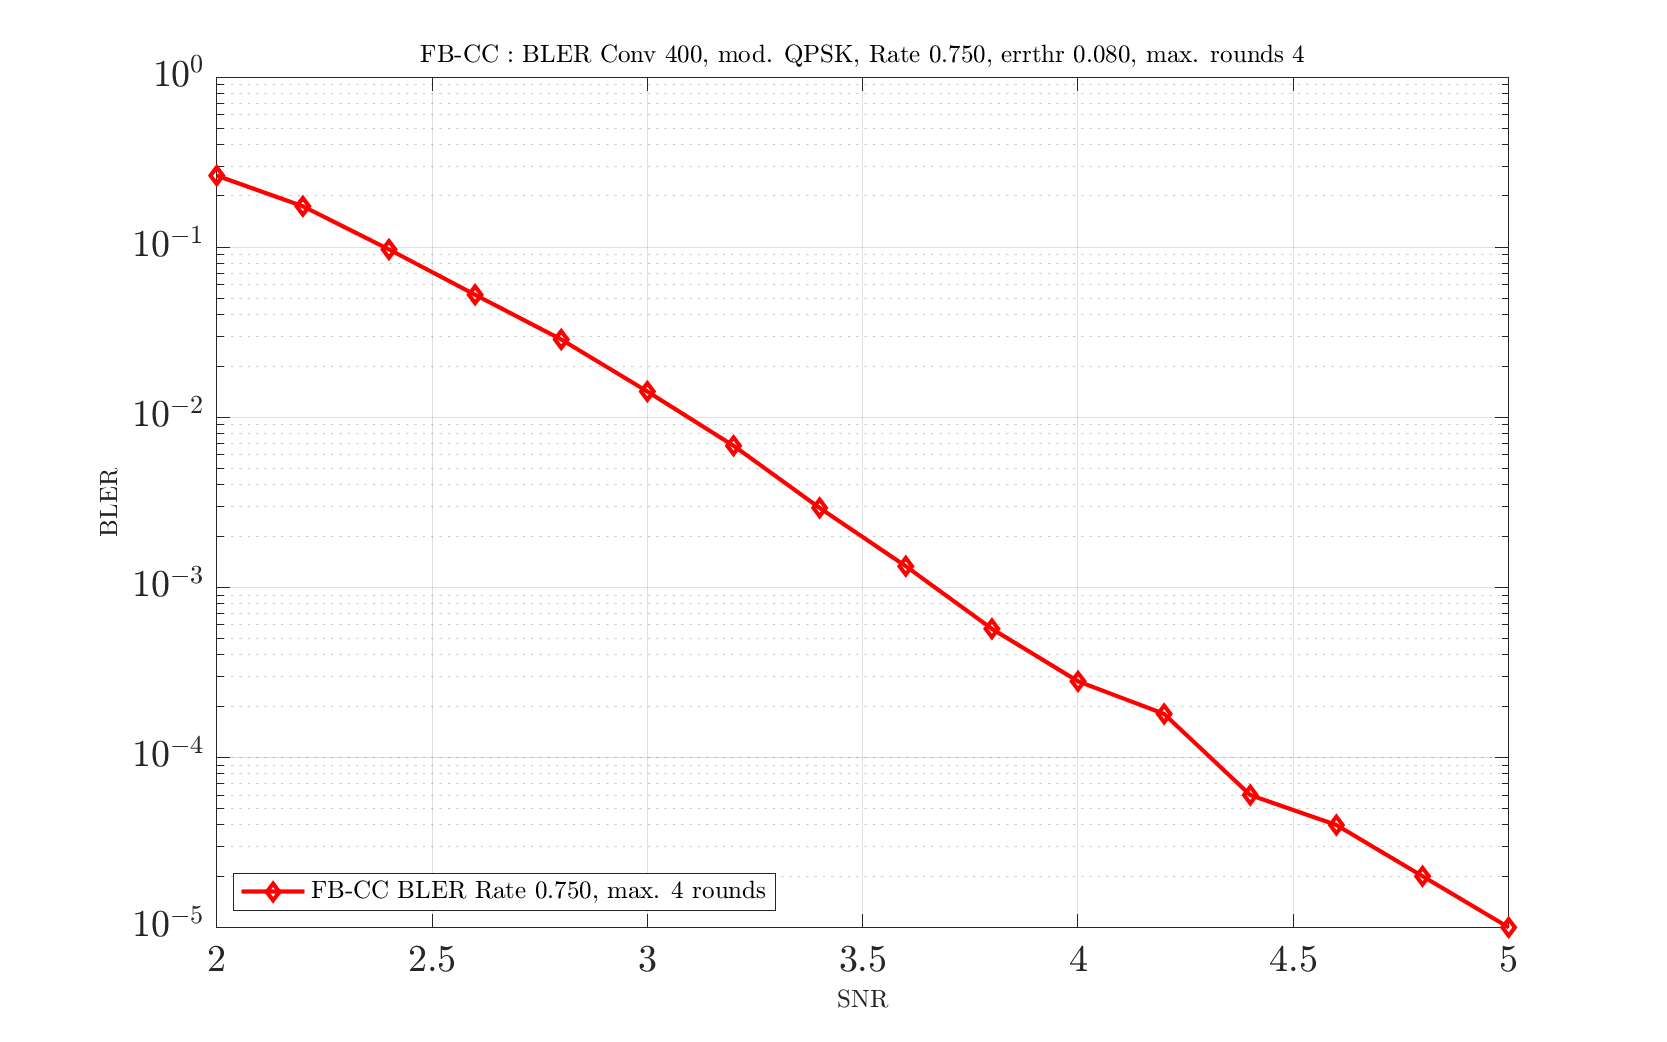 FB-CC : BLER Conv 400, mod. QPSK, Rate 0.750, errthr 0.080, max. rounds 4
10^0
10^-1
10^-2
10^-3
10^-4
10^-5
BLER
FB-CC BLER Rate 0.750, max. 4 rounds
2 2.5 3 3.5 4 4.5 5
SNR